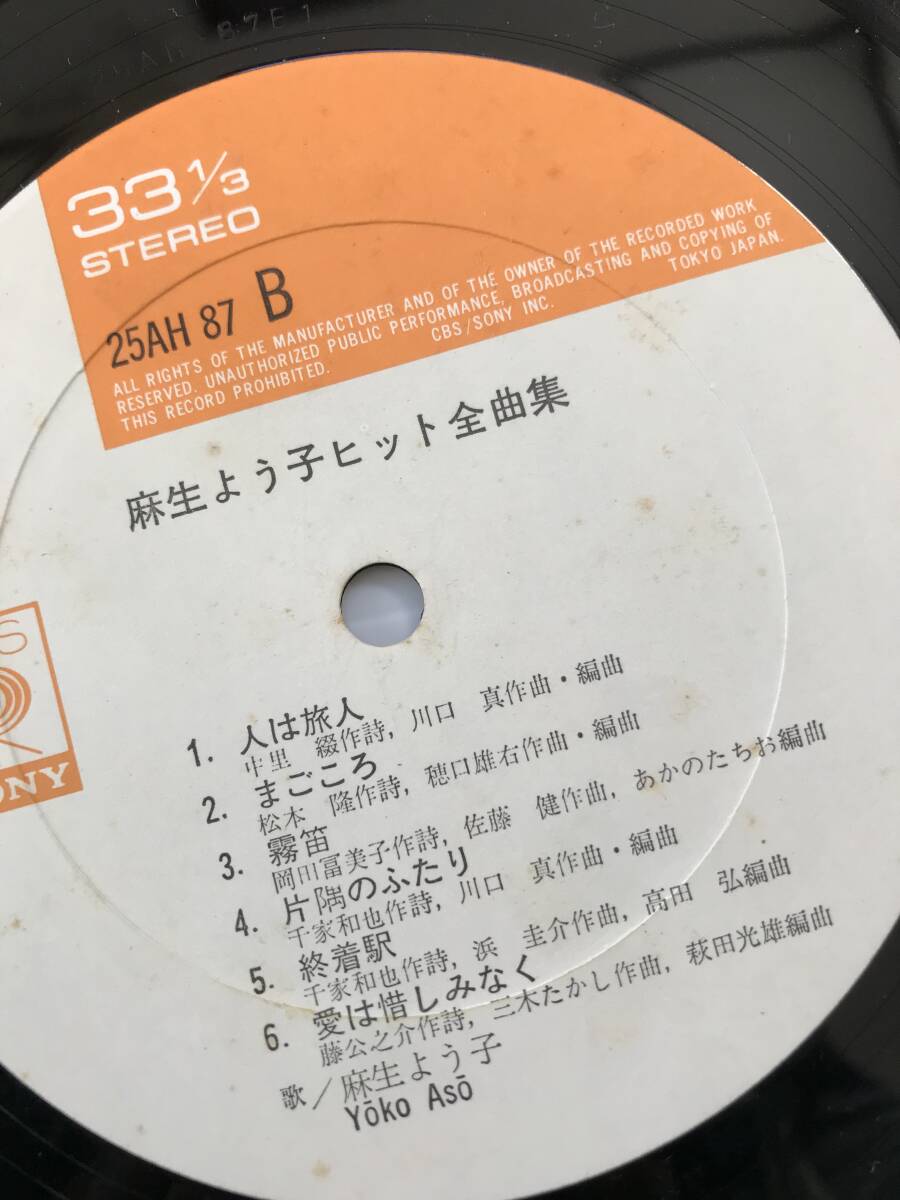 33 1/3
STEREO
25AH 87 B
ALL RIGHTS OF THE MANUFACTURER AND OF THE OWNER OF THE RECORDED WORK
RESERVED. UNAUTHORIZED PUBLIC PERFORMANCE, BROADCASTING AND COPYING OF
THIS RECORD PROHIBITED. CBS/SONY INC. TOKYO JAPAN.
麻生よう子ヒット全曲集
1. 人は旅人
中里 綴作詩, 川口 真作曲・編曲
2. まごころ
松本 隆作詩, 穂口雄右作曲・編曲
3. 霧笛
岡田冨美子作詩, 佐藤 健作曲, あかのたちお編曲
4. 片隅のふたり
千家和也作詩, 川口 真作曲・編曲
5. 終着駅
千家和也作詩, 浜 圭介作曲, 高田 弘編曲
6. 愛は惜しみなく
藤公之介作詩, 三木たかし作曲, 萩田光雄編曲
歌/麻生よう子
Yōko Asō